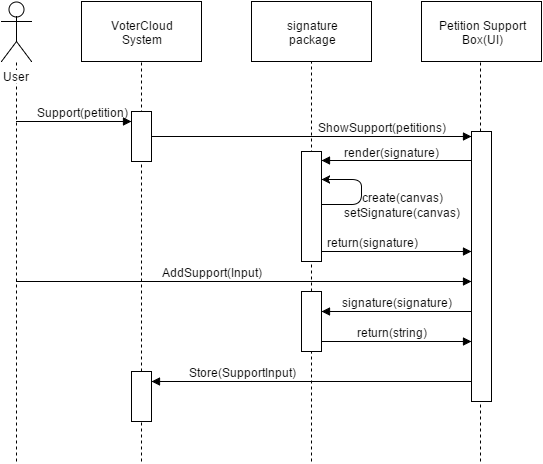 VoterCloud
System
signature
package
Petition Support
Box(UI)
User
Support(petition)
ShowSupport(petitions)
render(signature)
create(canvas)
setSignature(canvas)
return(signature)
AddSupport(Input)
signature(signature)
return(string)
Store(SupportInput)